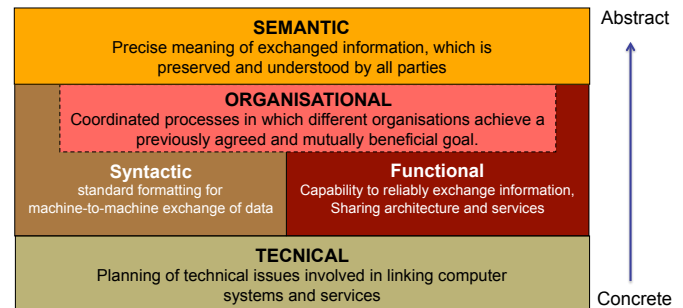 SEMANTIC
Precise meaning of exchanged information, which is
preserved and understood by all parties
ORGANISATIONAL
Coordinated processes in which different organisations achieve a
previously agreed and mutually beneficial goal.
Syntactic
standard formatting for
machine-to-machine exchange of data
Functional
Capability to reliably exchange information,
Sharing architecture and services
TECNICAL
Planning of technical issues involved in linking computer
systems and services
Abstract
Concrete